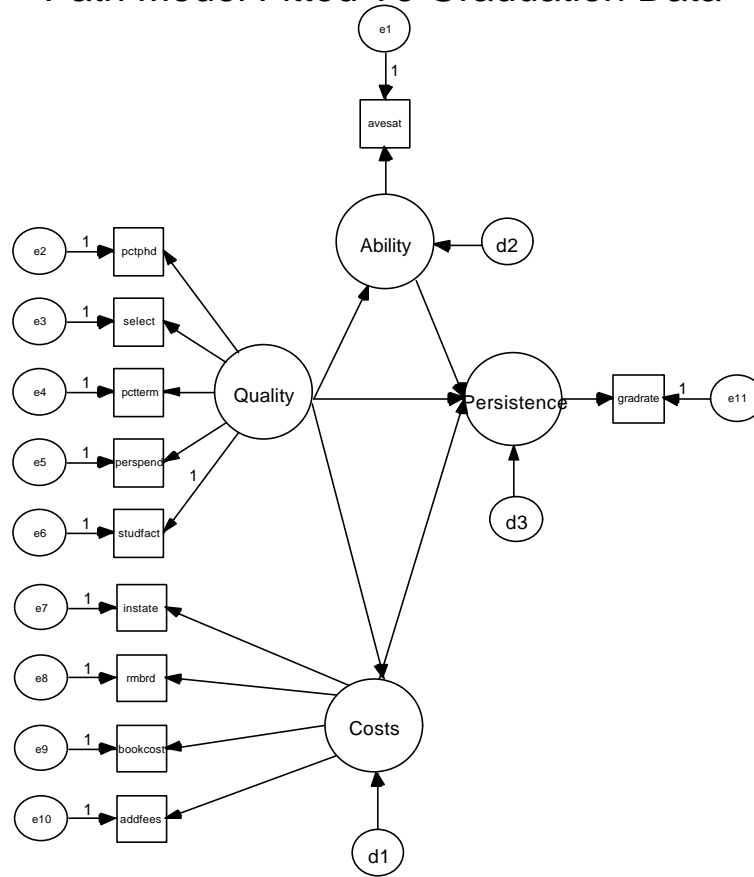 Path Model Fitted To Graduation Data
e1
1
avesat
Ability
d2
e2
1
pctphd
e3
1
select
e4
1
pctterm
Quality
Persistence
gradrate
1
e11
e5
1
perspend
1
e6
1
studfact
d3
e7
1
instate
e8
1
rmbrd
Costs
e9
1
bookcost
e10
1
addfees
d1